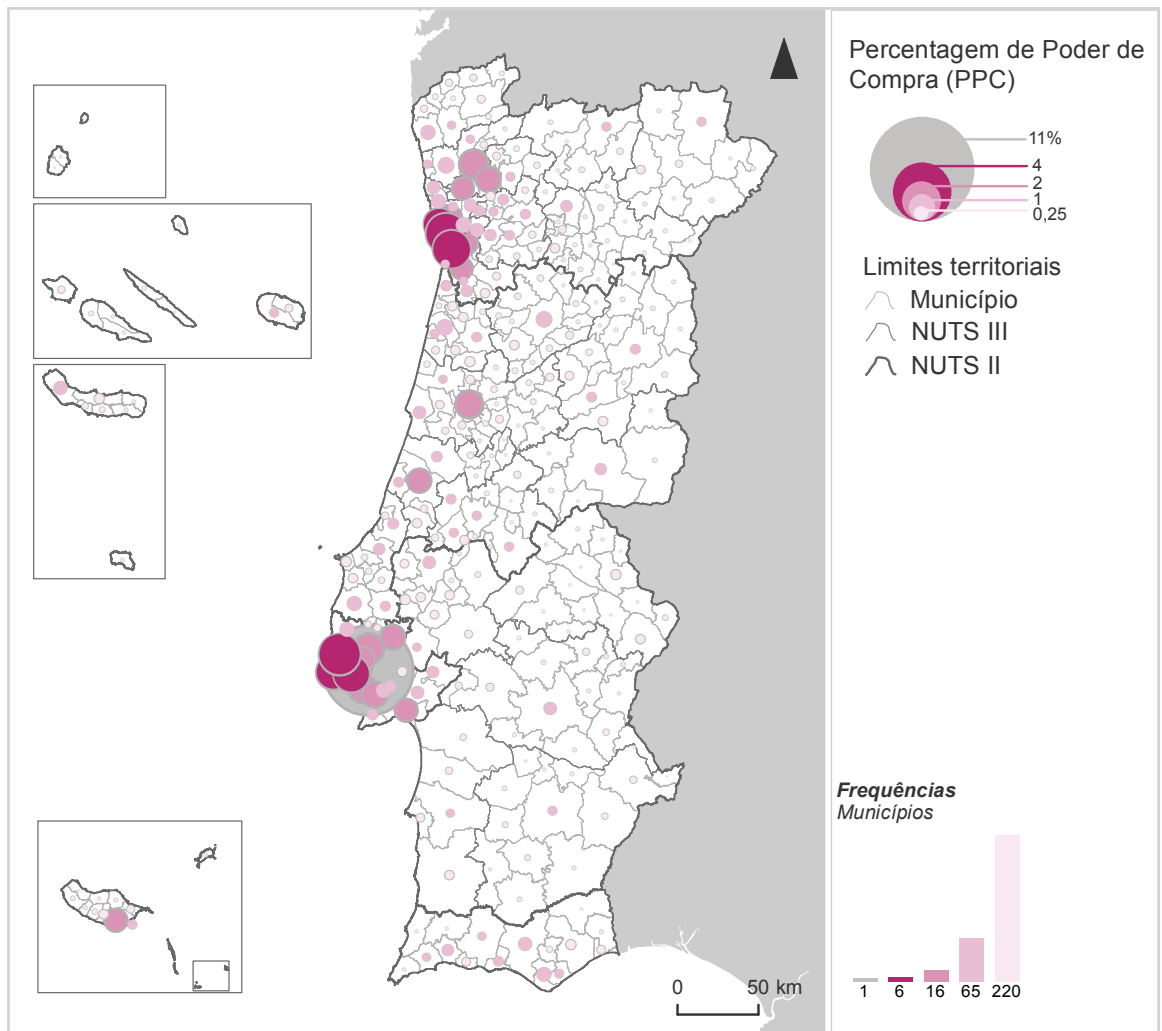 Percentagem de Poder de
Compra (PPC)
11%
4
2
1
0,25
Limites territoriais
Município
NUTS III
NUTS II
Frequências
Municípios
1 6 16 65 220
0 50 km